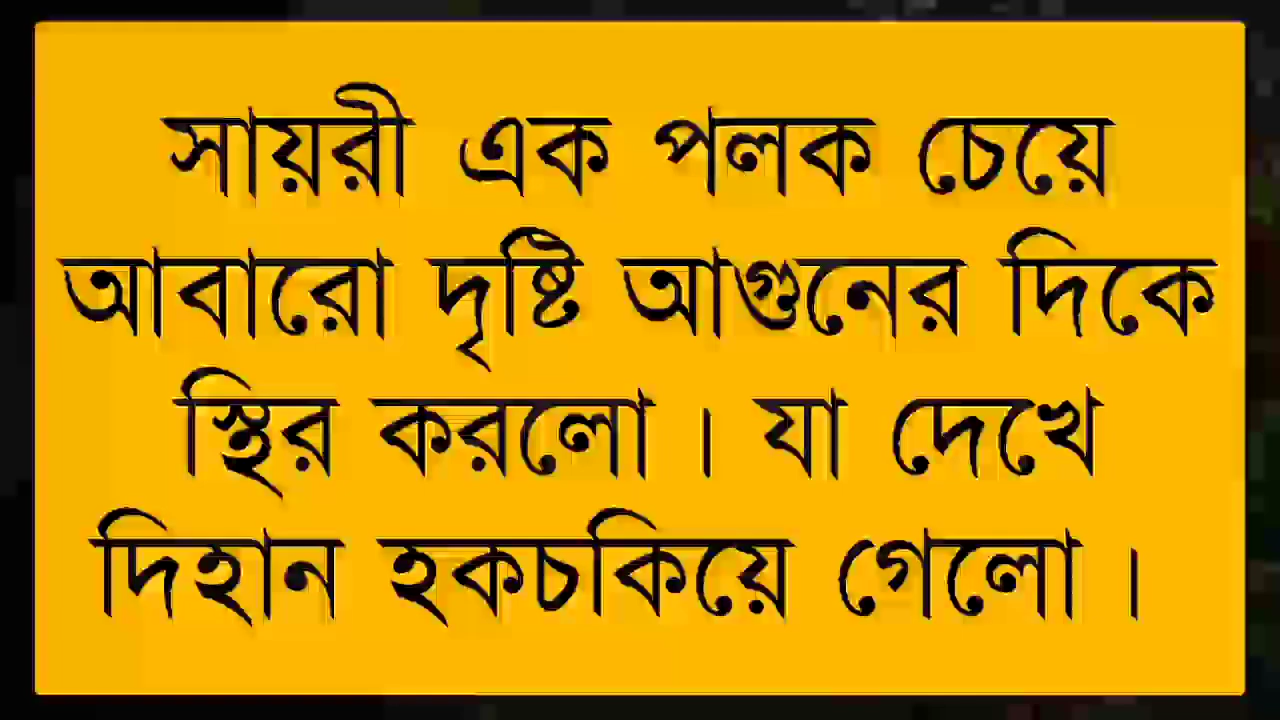 সায়রী এক পলক চেয়ে
আবারো দৃষ্টি আগুনের দিকে
স্থির করলো । যা দেখে
দিহান হকচকিয়ে গেলো ।